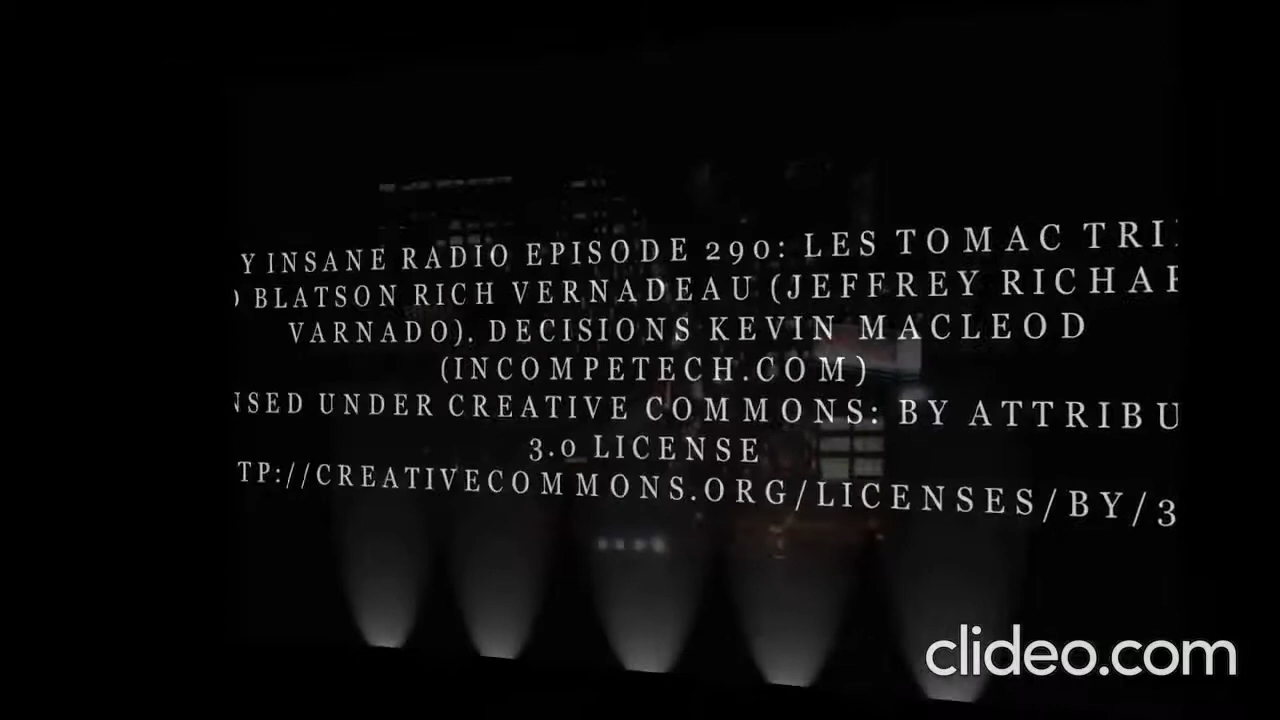 Y INSANE RADIO EPISODE 290: LES TOMAC TRI
BLATSON RICH VERNADEAU (JEFFREY RICHAR
VARNADO). DECISIONS KEVIN MACLEOD
(INCOMPETECH.COM)
NSED UNDER CREATIVE COMMONS: BY ATTRIBU
3.0 LICENSE
TP://CREATIVECOMMONS.ORG/LICENSES/BY/3
clideo.com